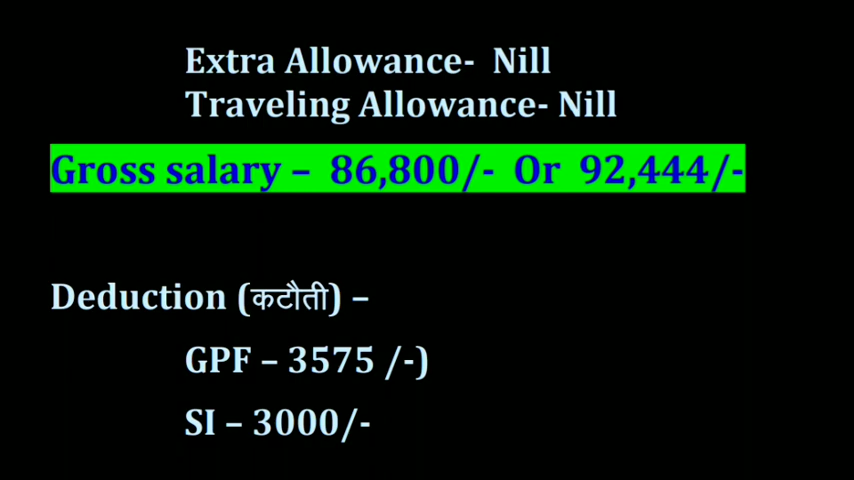 Extra Allowance- Nill
Traveling Allowance- Nill
Gross salary – 86,800/- Or 92,444/-
Deduction (कटौती) –
GPF – 3575 /-)
SI – 3000/-